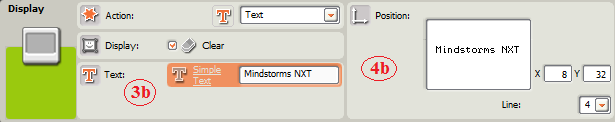 Display
Action:
Text
Display:
Clear
Text:
Simple
Text
Mindstorms NXT
3b
Position:
4b
Mindstorms NXT
X 8 Y 32
Line: 4